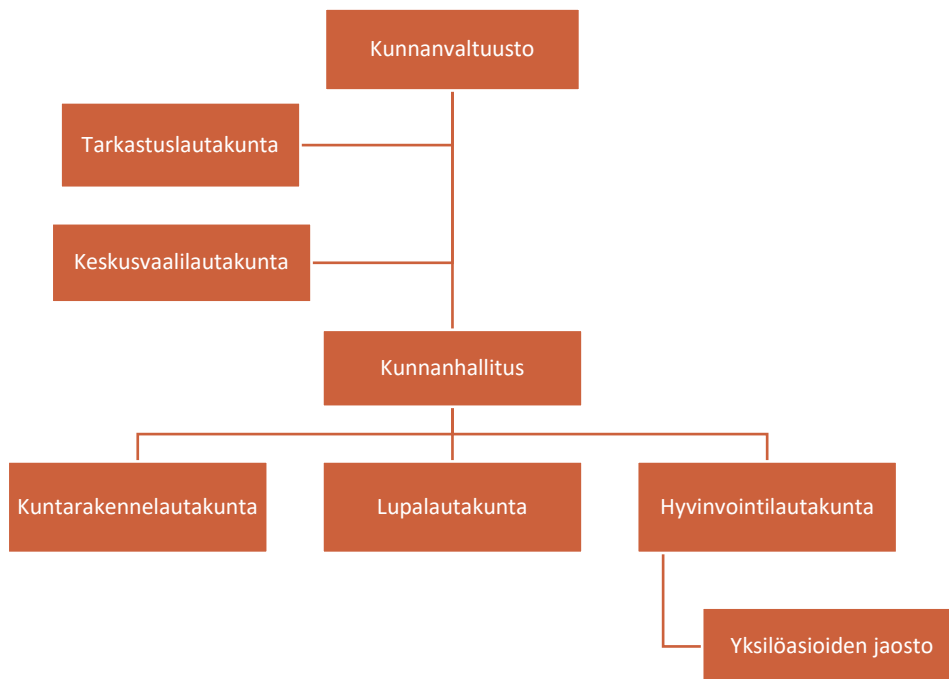 Kunnanvaltuusto
Tarkastuslautakunta
Keskusvaalilautakunta
Kunnanhallitus
Kuntarakennelautakunta
Lupalautakunta
Hyvinvointilautakunta
Yksilöasioiden jaosto